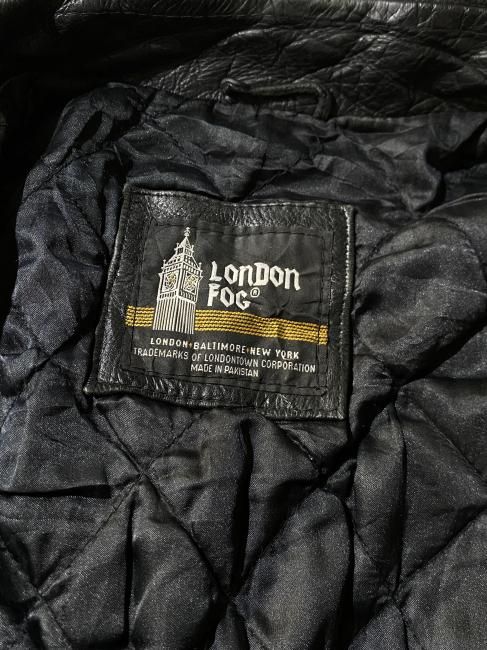 LONDON
FOG®
LONDON • BALTIMORE • NEW YORK
TRADEMARKS OF LONDONTOWN CORPORATION
MADE IN PAKISTAN